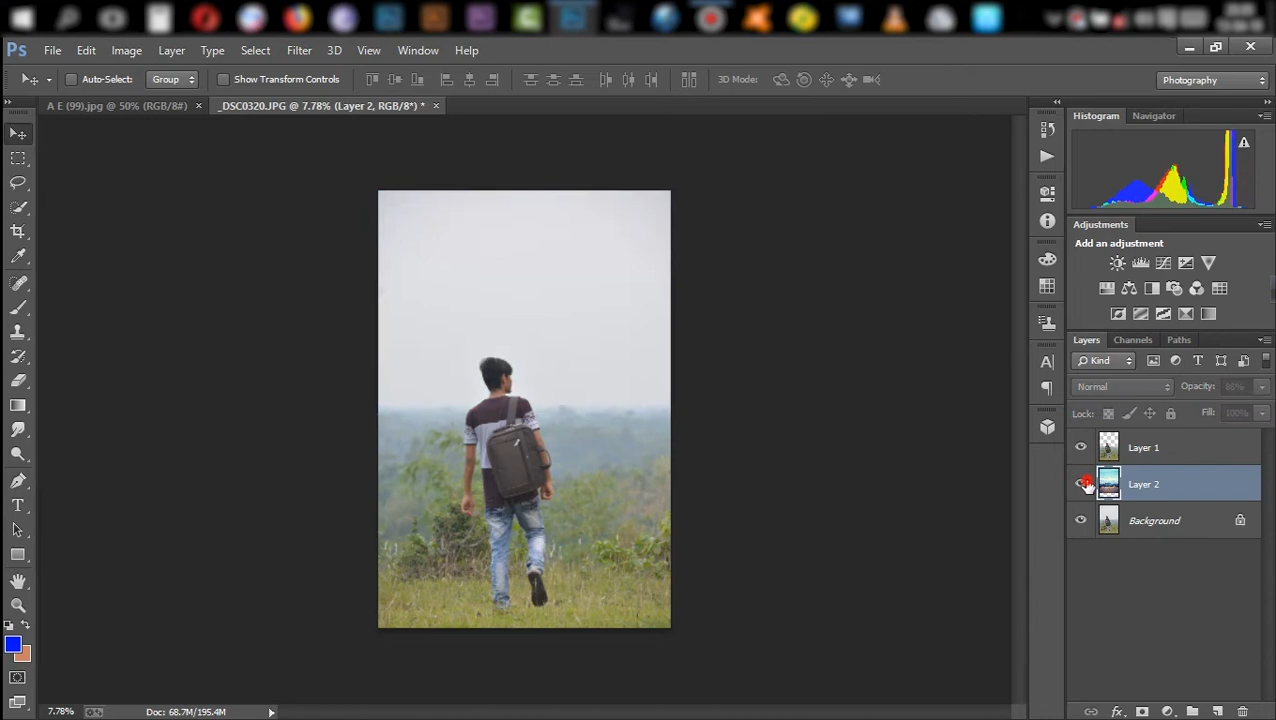 Ps File Edit Image Layer Type Select Filter 3D View Window Help
Auto-Select: Group Show Transform Controls 3D Mode: Photography
A E (99).jpg @ 50% (RGB/8#) × _DSC0320.JPG @ 7.78% (Layer 2, RGB/8*) * ×
Histogram Navigator
Adjustments
Add an adjustment
Layers Channels Paths
Kind
Normal Opacity: 88%
Lock: Fill: 100%
Layer 1
Layer 2
Background
7.78% Doc: 68.7M/195.4M